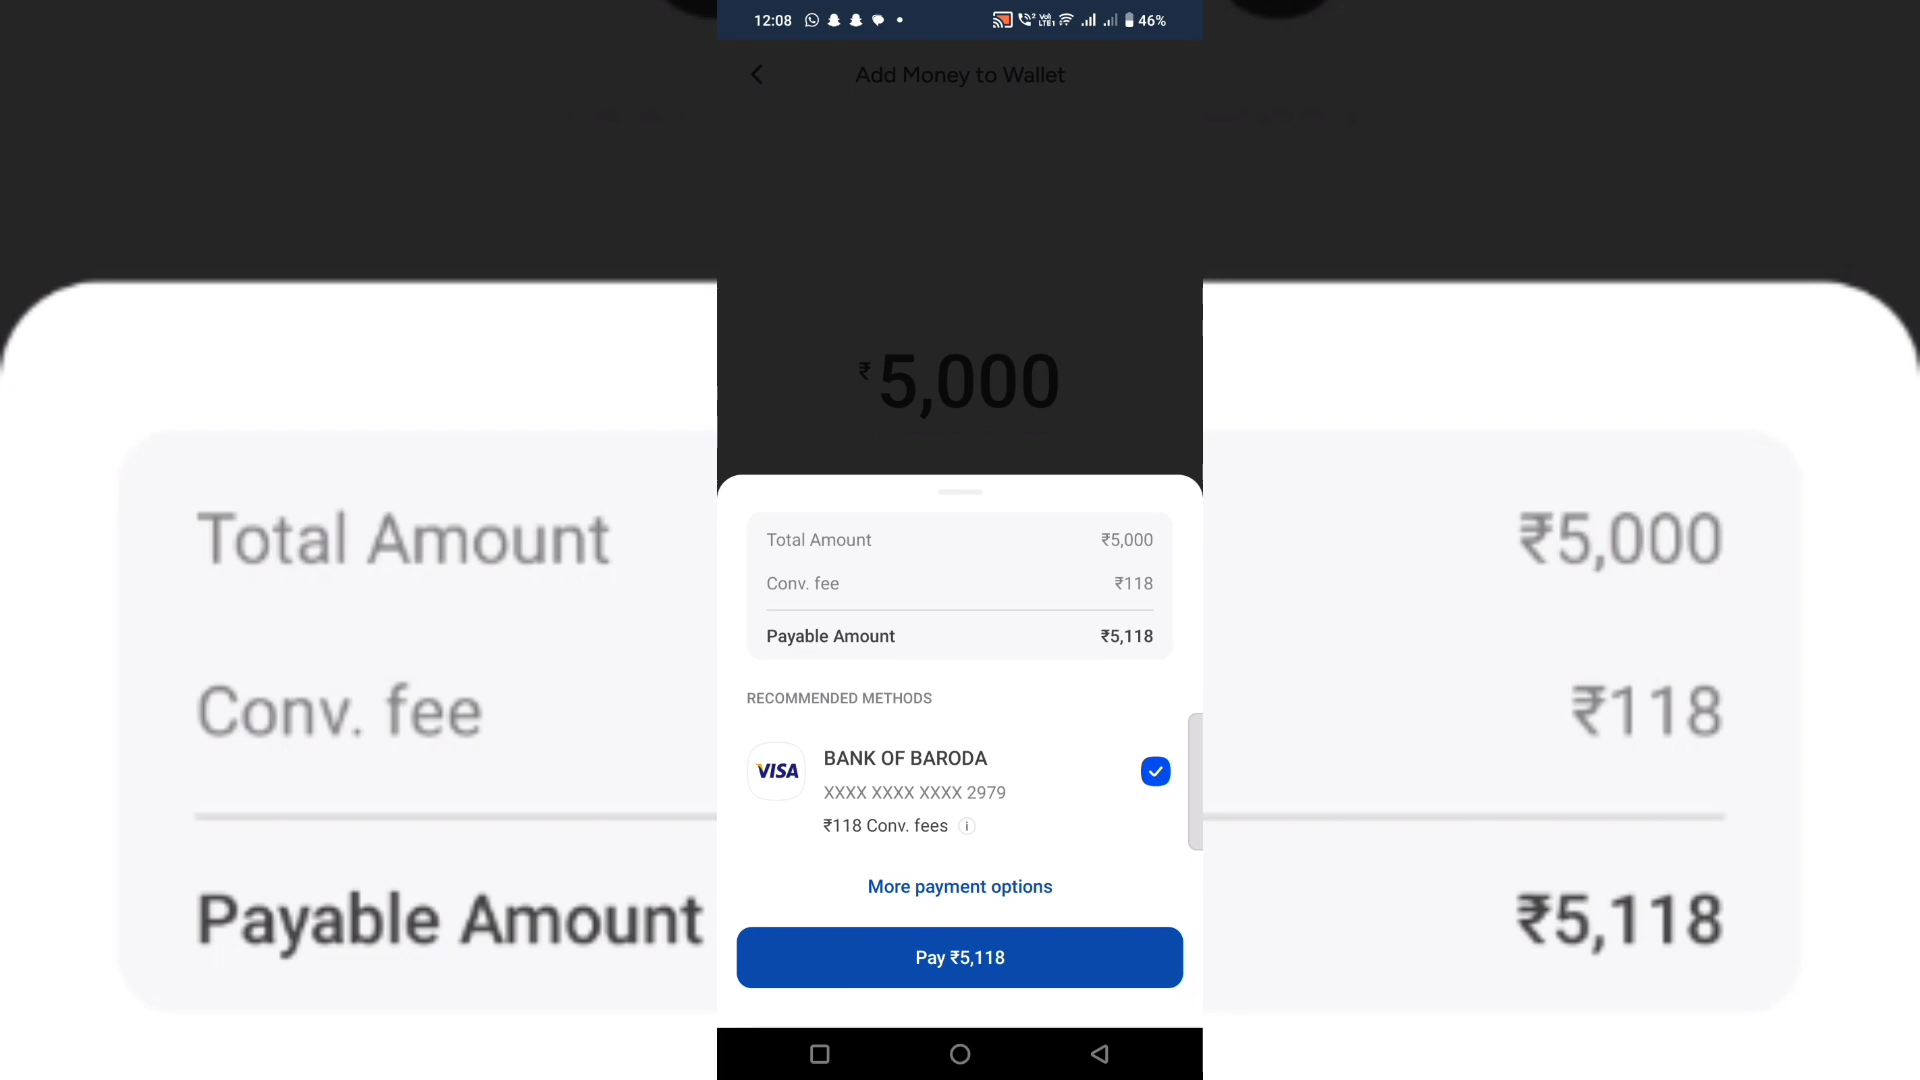 12:08
46%
Add Money to Wallet
₹5,000
Total Amount ₹5,000
Conv. fee ₹118
Payable Amount ₹5,118
RECOMMENDED METHODS
VISA
BANK OF BARODA
XXXX XXXX XXXX 2979
₹118 Conv. fees
More payment options
Pay ₹5,118
Total Amount ₹5,000
Conv. fee ₹118
Payable Amount ₹5,118